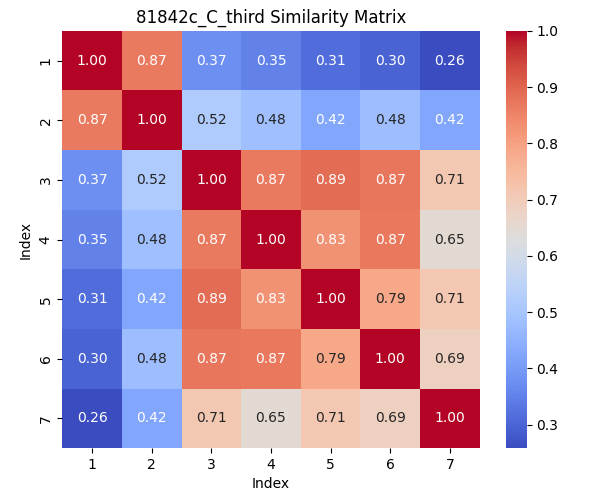 81842c_C_third Similarity Matrix
1 1.00 0.87 0.37 0.35 0.31 0.30 0.26
2 0.87 1.00 0.52 0.48 0.42 0.48 0.42
3 0.37 0.52 1.00 0.87 0.89 0.87 0.71
4 0.35 0.48 0.87 1.00 0.83 0.87 0.65
5 0.31 0.42 0.89 0.83 1.00 0.79 0.71
6 0.30 0.48 0.87 0.87 0.79 1.00 0.69
7 0.26 0.42 0.71 0.65 0.71 0.69 1.00
1 2 3 4 5 6 7
Index
Index
1.0
0.9
0.8
0.7
0.6
0.5
0.4
0.3